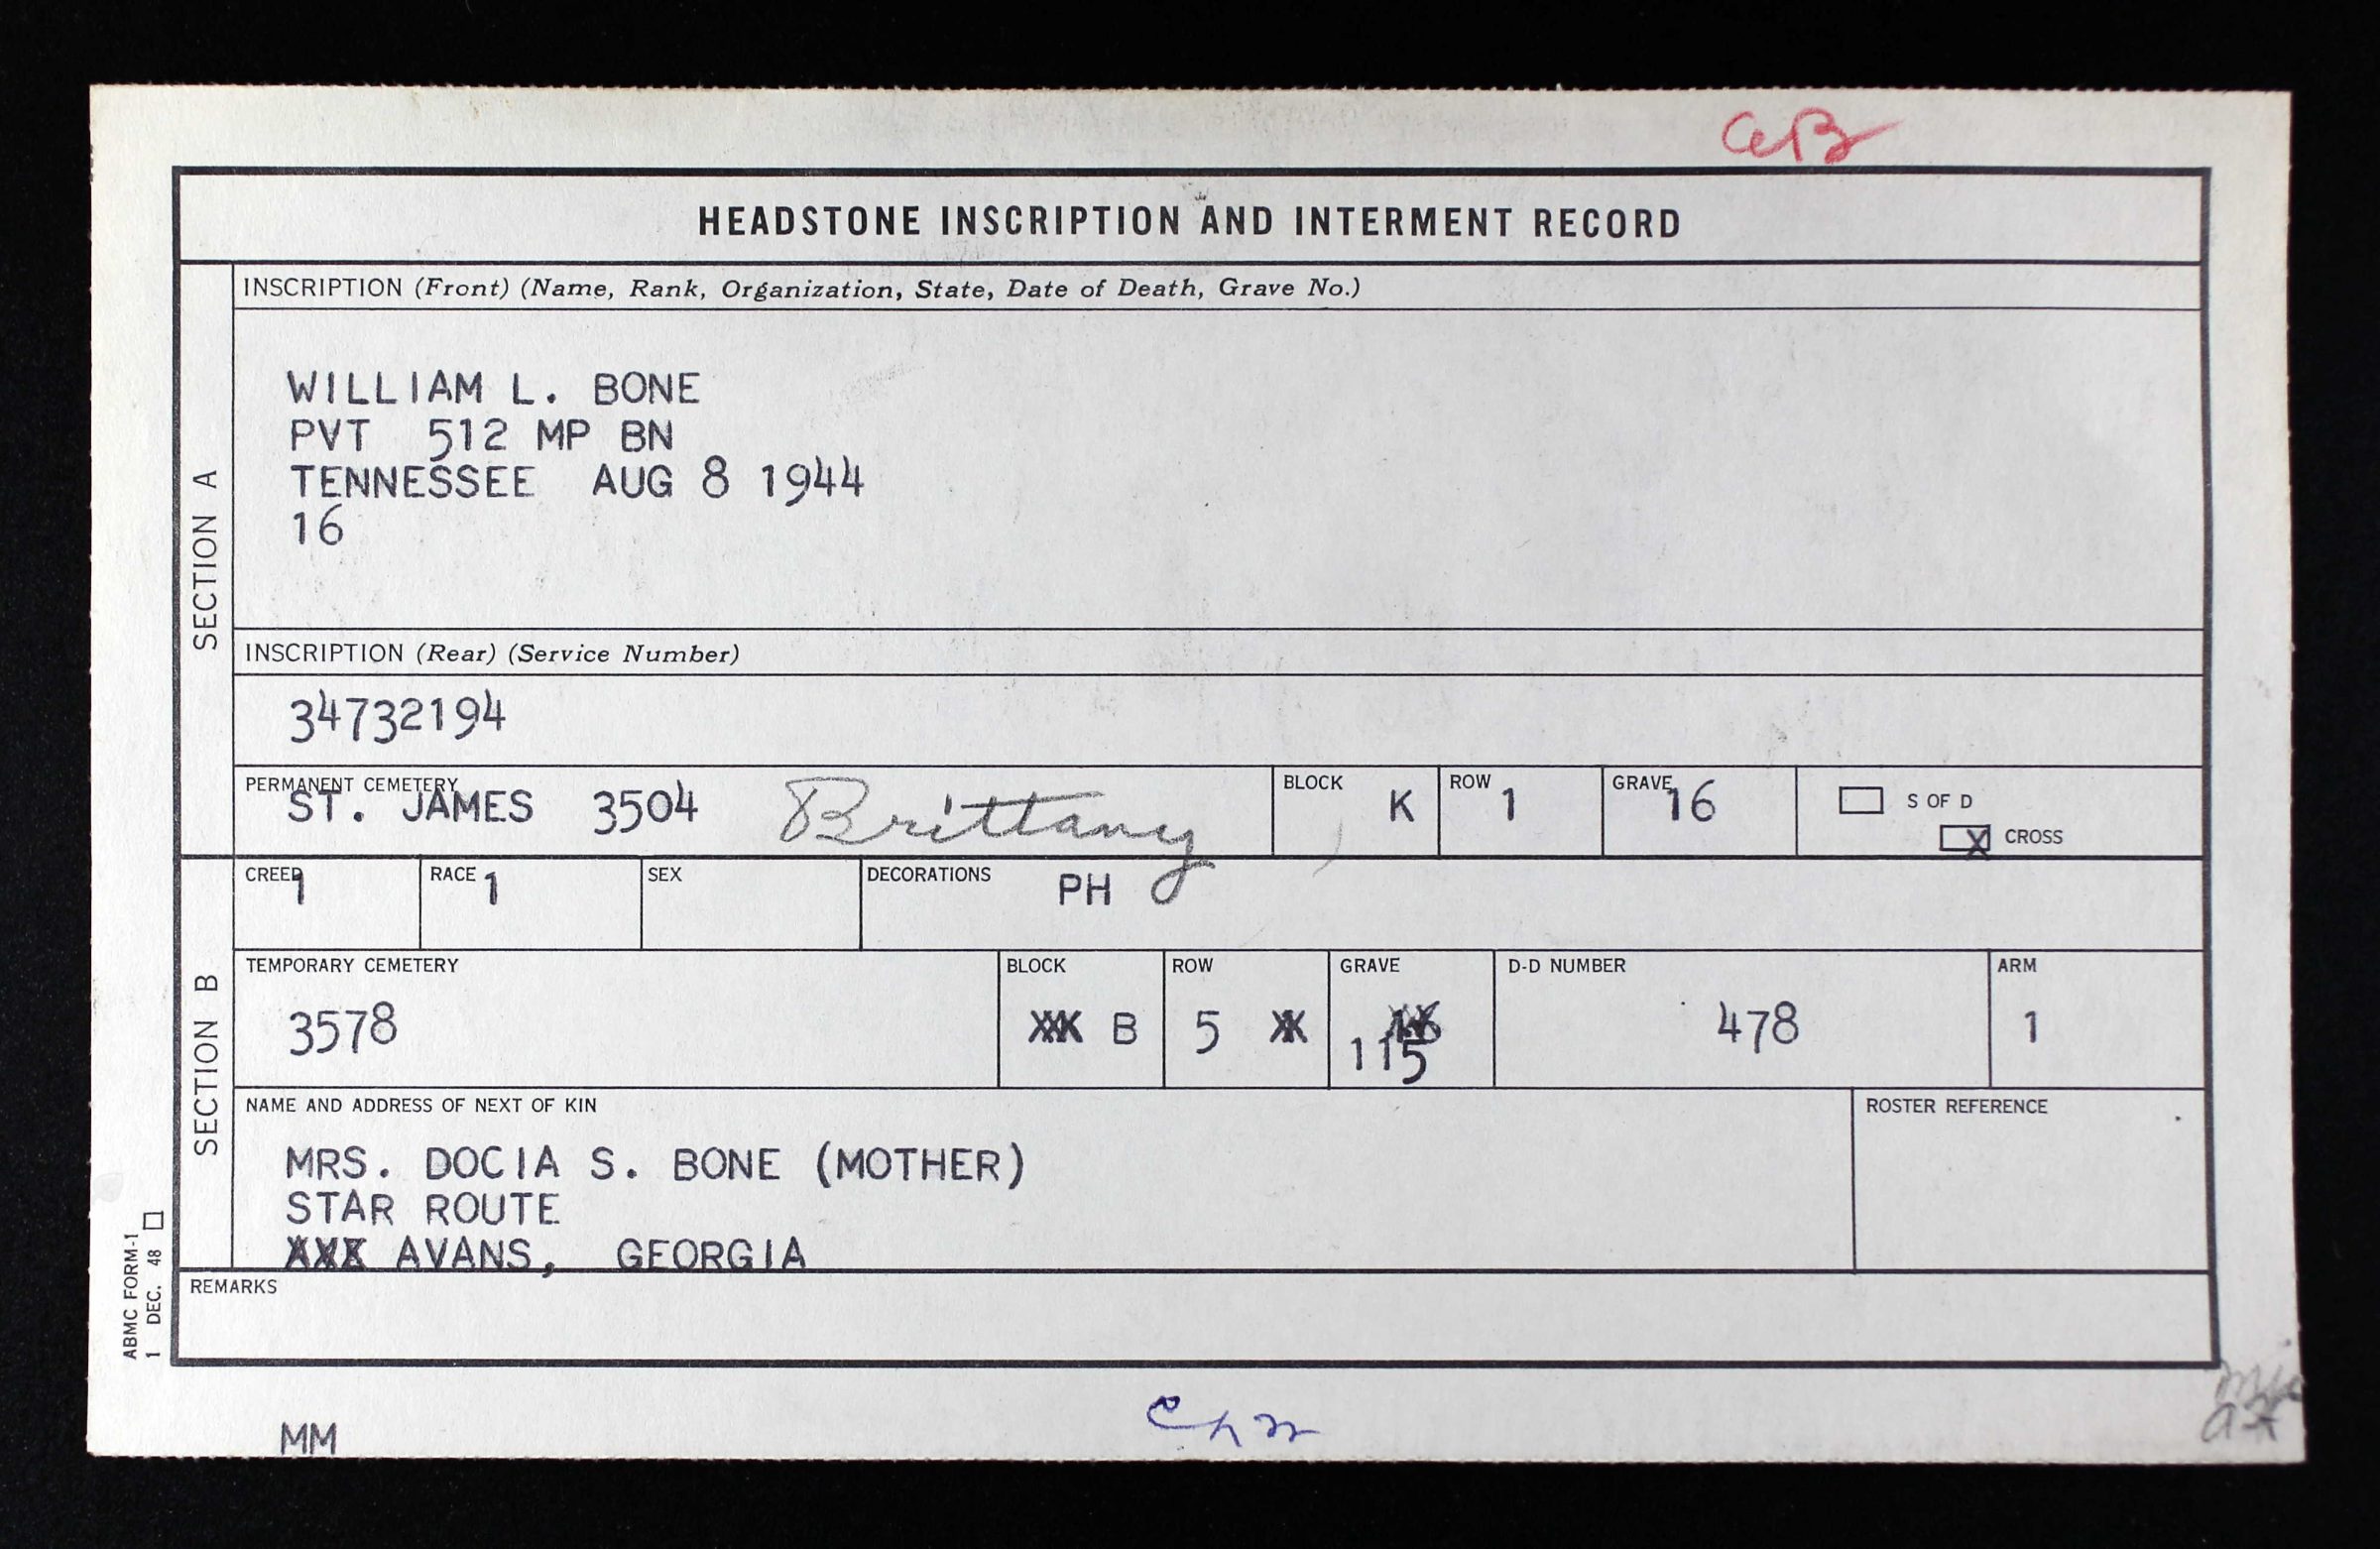 aB
HEADSTONE INSCRIPTION AND INTERMENT RECORD
SECTION A
INSCRIPTION (Front) (Name, Rank, Organization, State, Date of Death, Grave No.)
WILLIAM L. BONE
PVT 512 MP BN
TENNESSEE AUG 8 1944
16
INSCRIPTION (Rear) (Service Number)
34732194
PERMANENT CEMETERY
ST. JAMES 3504 Brittany
BLOCK K
ROW 1
GRAVE 16
S OF D
X CROSS
SECTION B
CREED 1
RACE 1
SEX
DECORATIONS PH
TEMPORARY CEMETERY
3578
BLOCK
B
ROW
5
GRAVE
115
D-D NUMBER
478
ARM
1
NAME AND ADDRESS OF NEXT OF KIN
MRS. DOCIA S. BONE (MOTHER)
STAR ROUTE
AVANS, GEORGIA
ROSTER REFERENCE
REMARKS
ABMC FORM-1
1 DEC. 48
MM